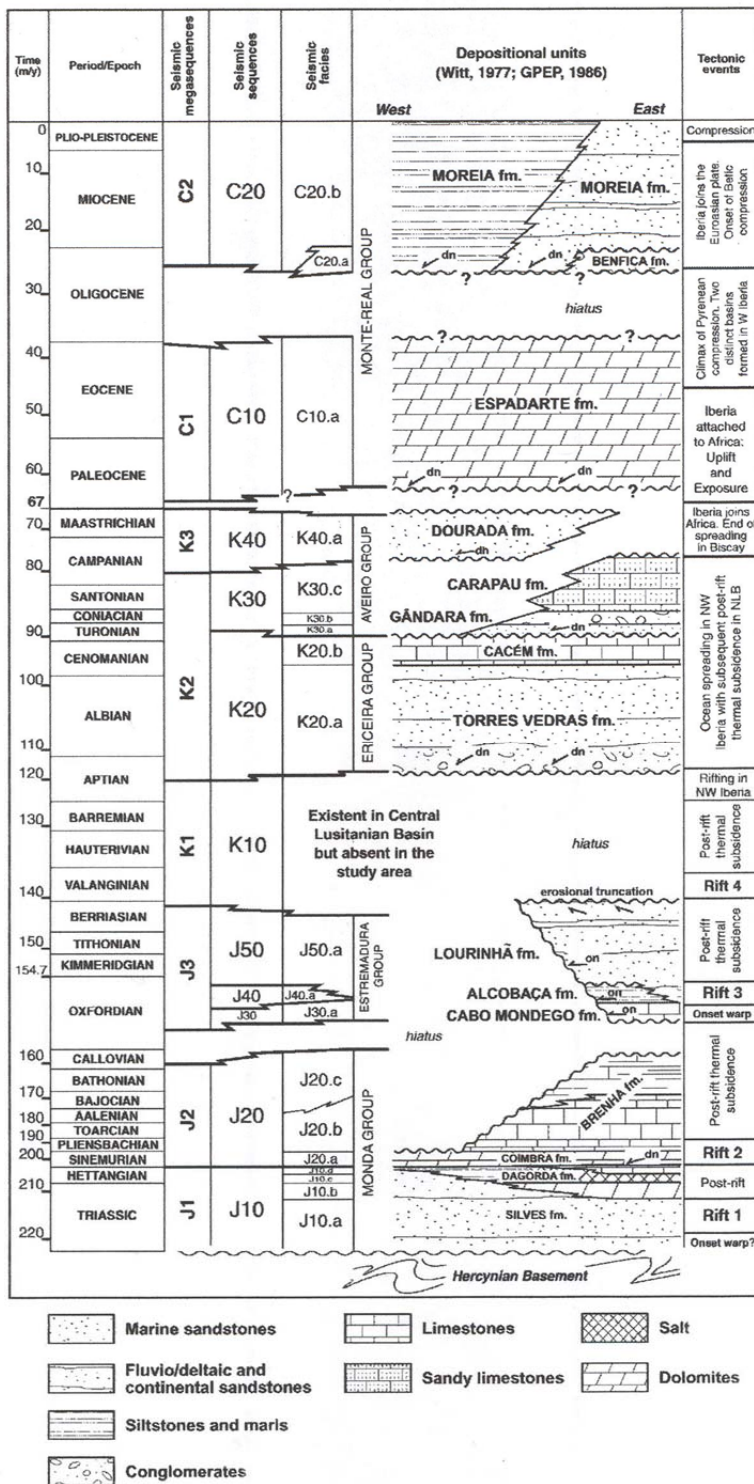 Time (m/y)
Period/Epoch
Seismic megasequences
Seismic sequences
Seismic facies
Depositional units
(Witt, 1977; GPEP, 1986)
West East
Tectonic events
0
10
20
30
40
50
60
67
70
80
90
100
110
120
130
140
150
154.7
160
170
180
190
200
210
220
PLIO-PLEISTOCENE
MIOCENE
OLIGOCENE
EOCENE
PALEOCENE
MAASTRICHIAN
CAMPANIAN
SANTONIAN
CONIACIAN
TURONIAN
CENOMANIAN
ALBIAN
APTIAN
BARREMIAN
HAUTERIVIAN
VALANGINIAN
BERRIASIAN
TITHONIAN
KIMMERIDGIAN
OXFORDIAN
CALLOVIAN
BATHONIAN
BAJOCIAN
AALENIAN
TOARCIAN
PLIENSBACHIAN
SINEMURIAN
HETTANGIAN
TRIASSIC
C2
C1
K3
K2
K1
J3
J2
J1
C20
C10
K40
K30
K20
K10
J50
J40
J30
J20
J10
C20.b
C20.a
C10.a
?
K40.a
K30.c
K30.b
K30.a
K20.b
K20.a
Existent in Central
Lusitanian Basin
but absent in the
study area
J50.a
J40.a
J30.a
J20.c
J20.b
J20.a
J10.d
J10.c
J10.b
J10.a
MONTE-REAL GROUP
AVEIRO GROUP
ERICEIRA GROUP
ESTREMADURA GROUP
MONDA GROUP
MOREIA fm.
MOREIA fm.
dn dn BENFICA fm.
? ?
hiatus
? ?
ESPADARTE fm.
dn dn
? ?
DOURADA fm.
dn
CARAPAU fm.
GÂNDARA fm.
dn
CACÉM fm.
TORRES VEDRAS fm.
dn dn
hiatus
erosional truncation
LOURINHÃ fm.
on
ALCOBAÇA fm. on
CABO MONDEGO fm. on
hiatus
BRENHA fm.
COIMBRA fm. dn
DAGORDA fm.
SILVES fm.
Hercynian Basement
Compression
Iberia joins the
Euroasian plate.
Onset of Betic
compression
Climax of Pyrenean
compression. Two
distinct basins
formed in W Iberia
Iberia
attached
to Africa:
Uplift
and
Exposure
Iberia joins
Africa. End of
spreading
in Biscay
Ocean spreading in NW
Iberia with subsequent post-rift
thermal subsidence in NLB
Rifting in
NW Iberia
Post-rift
thermal
subsidence
Rift 4
Post-rift
thermal
subsidence
Rift 3
Onset warp
Post-rift thermal
subsidence
Rift 2
Post-rift
Rift 1
Onset warp?
Marine sandstones
Limestones
Salt
Fluvio/deltaic and
continental sandstones
Sandy limestones
Dolomites
Siltstones and marls
Conglomerates